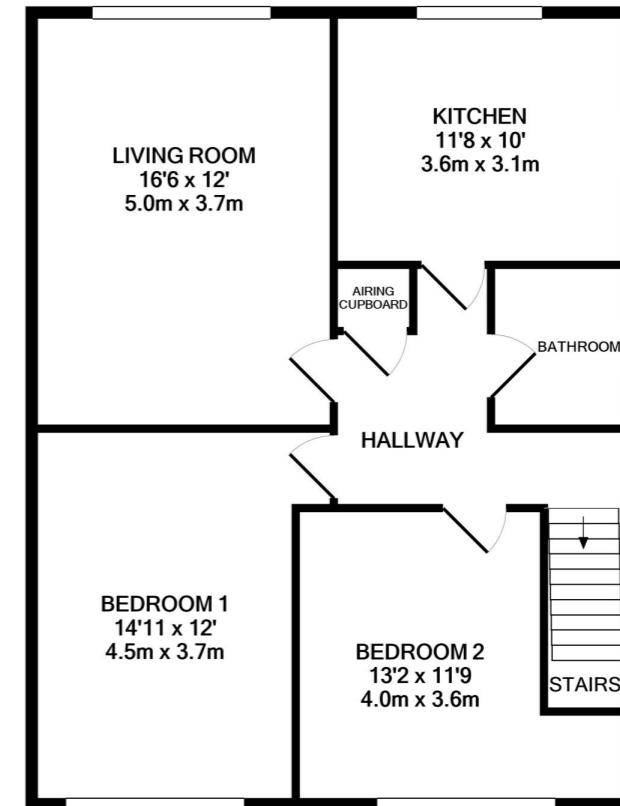 LIVING ROOM
16'6 x 12'
5.0m x 3.7m
KITCHEN
11'8 x 10'
3.6m x 3.1m
AIRING
CUPBOARD
BATHROOM
HALLWAY
BEDROOM 1
14'11 x 12'
4.5m x 3.7m
BEDROOM 2
13'2 x 11'9
4.0m x 3.6m
STAIRS